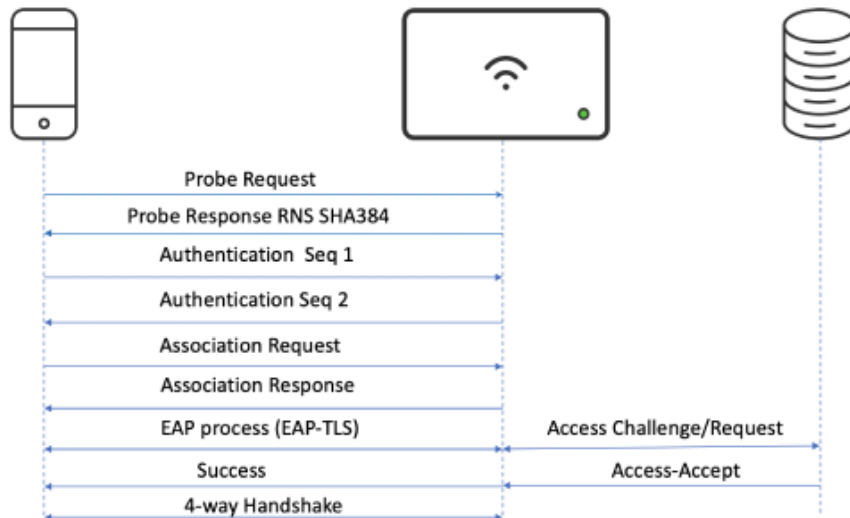 Probe Request
Probe Response RNS SHA384
Authentication  Seq 1
Authentication Seq 2
Association Request
Association Response
EAP process (EAP-TLS)
Access Challenge/Request
Success
Access-Accept
4-way Handshake